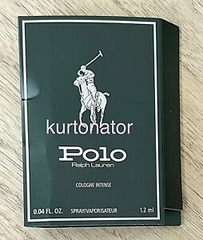 kurtonator
Polo
Ralph Lauren
COLOGNE INTENSE
0.04 FL. OZ. SPRAY/VAPORISATEUR 1.2 ml